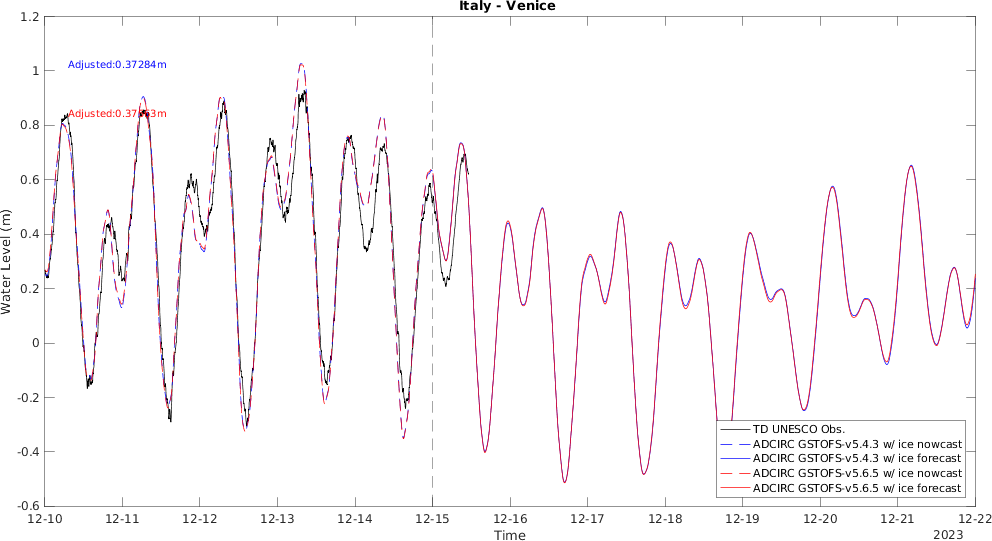 Italy - Venice
1.2
1
0.8
0.6
0.4
0.2
0
-0.2
-0.4
-0.6
Water Level (m)
Adjusted:0.37284m
TD UNESCO Obs.
ADCIRC GSTOFS-v5.4.3 w/ ice nowcast
ADCIRC GSTOFS-v5.4.3 w/ ice forecast
ADCIRC GSTOFS-v5.6.5 w/ ice nowcast
ADCIRC GSTOFS-v5.6.5 w/ ice forecast
12-10 12-11 12-12 12-13 12-14 12-15 12-16 12-17 12-18 12-19 12-20 12-21 12-22
Time
2023